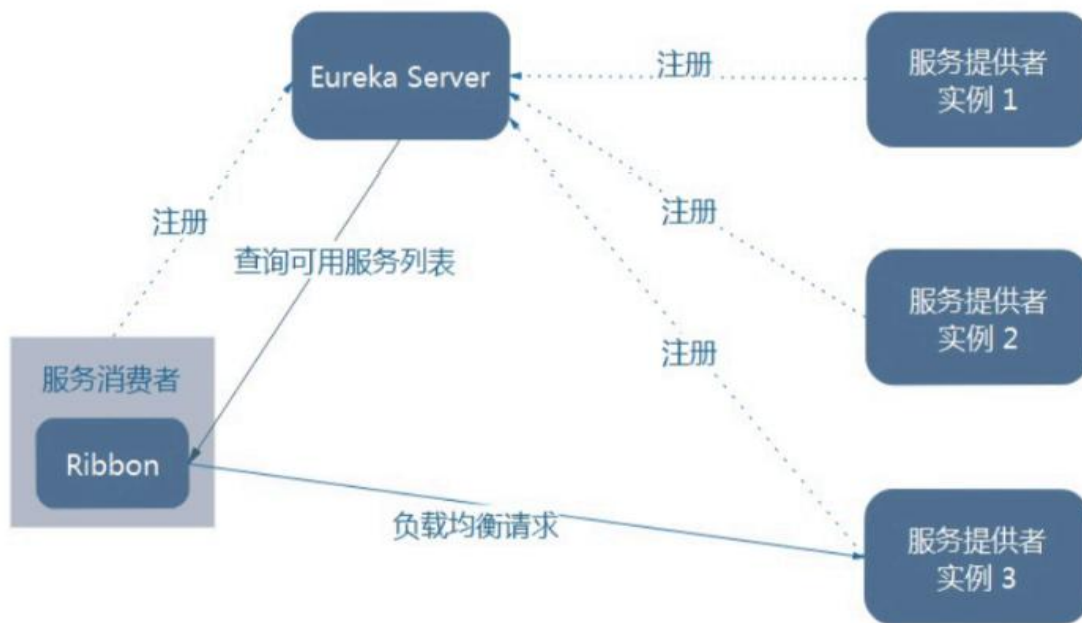 Eureka Server
注册
服务提供者
实例 1
注册
注册
查询可用服务列表
服务提供者
实例 2
注册
服务消费者
Ribbon
负载均衡请求
服务提供者
实例 3